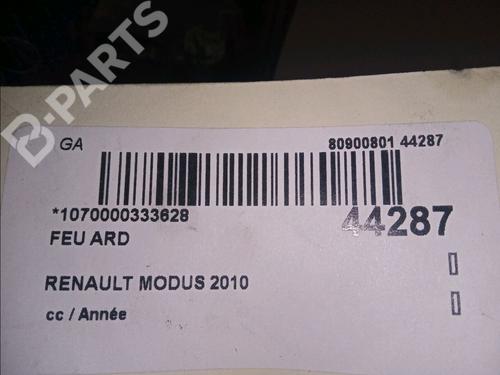 B-PARTS
GA 80900801 44287
*1070000333628 44287
FEU ARD
RENAULT MODUS 2010
cc / Année